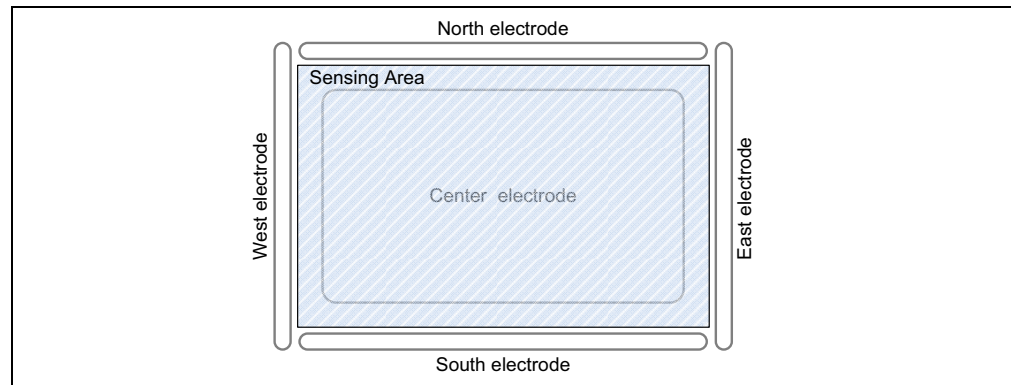 North electrode
Sensing Area
West electrode
Center electrode
East electrode
South electrode